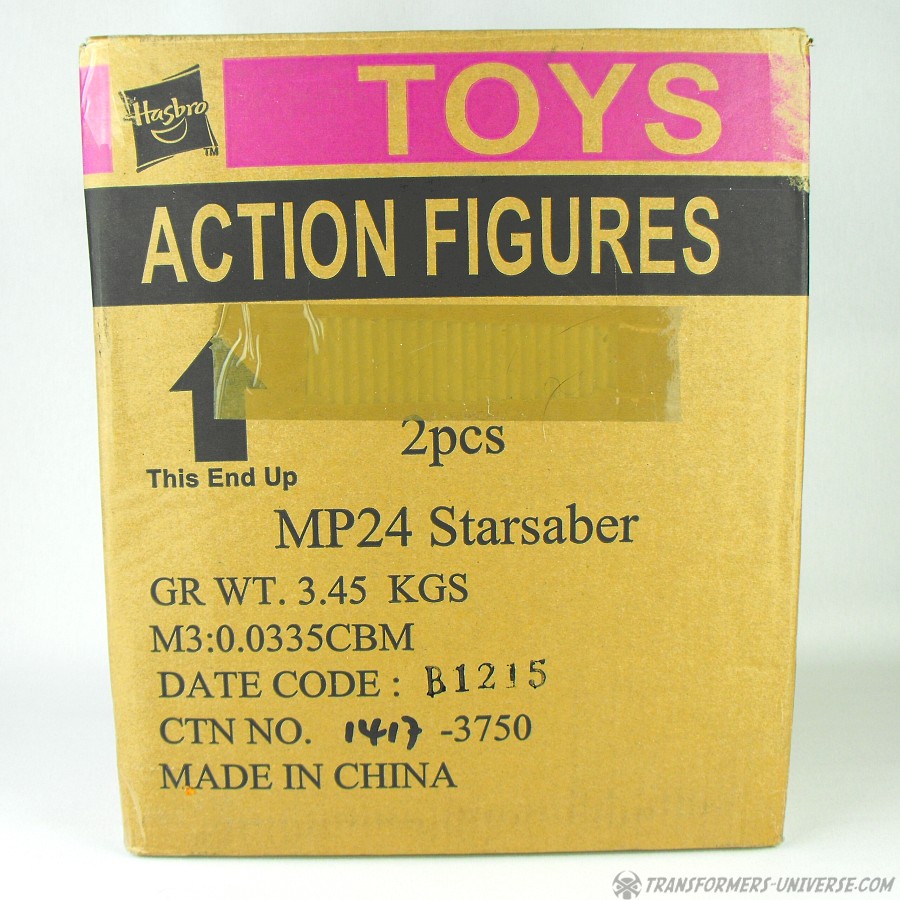 Hasbro
TM
TOYS
ACTION FIGURES
2pcs
This End Up
MP24 Starsaber
GR WT. 3.45 KGS
M3:0.0335CBM
DATE CODE : B1215
CTN NO. 1417 -3750
MADE IN CHINA
TRANSFORMERS-UNIVERSE.COM